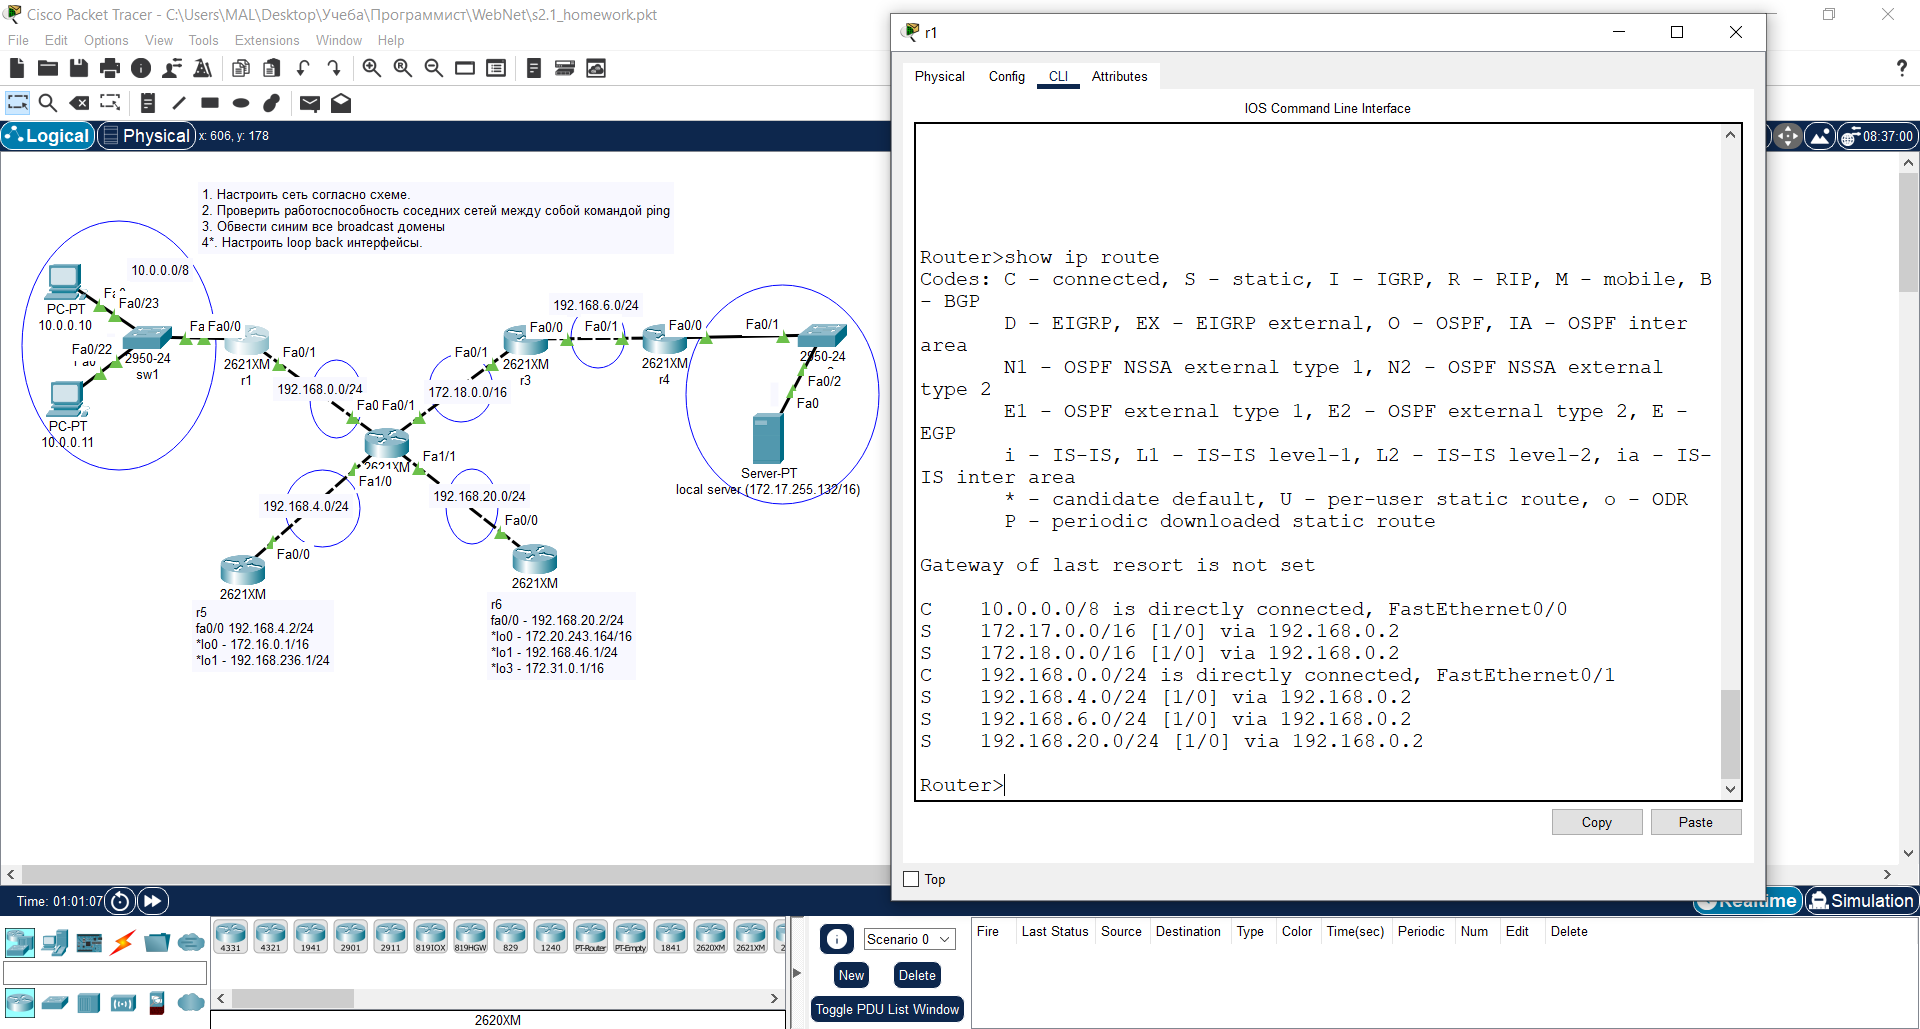 Cisco Packet Tracer - C:\Users\MAL\Desktop\Учеба\Программист\WebNet\s2.1_homework.pkt
File Edit Options View Tools Extensions Window Help
Logical Physical x: 606, y: 178
08:37:00
1. Настроить сеть согласно схеме.
2. Проверить работоспособность соседних сетей между собой командой ping
3. Обвести синим все broadcast домены
4*. Настроить loop back интерфейсы.
10.0.0.0/8
Fa0/23
PC-PT
10.0.0.10
Fa Fa0/0
Fa0/22
2950-24
sw1
PC-PT
10.0.0.11
2621XM
r1
Fa0/1
192.168.0.0/24
Fa0 Fa0/1
2621XM
Fa1/0
Fa1/1
Fa0/1
172.18.0.0/16
Fa0/0
2621XM
r3
192.168.6.0/24
Fa0/1
Fa0/0
2621XM
r4
Fa0/1
2950-24
Fa0/2
Fa0
Server-PT
local server (172.17.255.132/16)
192.168.4.0/24
Fa0/0
2621XM
r5
fa0/0 192.168.4.2/24
*lo0 - 172.16.0.1/16
*lo1 - 192.168.236.1/24
192.168.20.0/24
Fa0/0
2621XM
r6
fa0/0 - 192.168.20.2/24
*lo0 - 172.20.243.164/16
*lo1 - 192.168.46.1/24
*lo3 - 172.31.0.1/16
r1
Physical Config CLI Attributes
IOS Command Line Interface
Router>show ip route
Codes: C - connected, S - static, I - IGRP, R - RIP, M - mobile, B
- BGP
D - EIGRP, EX - EIGRP external, O - OSPF, IA - OSPF inter
area
N1 - OSPF NSSA external type 1, N2 - OSPF NSSA external
type 2
E1 - OSPF external type 1, E2 - OSPF external type 2, E -
EGP
i - IS-IS, L1 - IS-IS level-1, L2 - IS-IS level-2, ia - IS-
IS inter area
* - candidate default, U - per-user static route, o - ODR
P - periodic downloaded static route
Gateway of last resort is not set
C 10.0.0.0/8 is directly connected, FastEthernet0/0
S 172.17.0.0/16 [1/0] via 192.168.0.2
S 172.18.0.0/16 [1/0] via 192.168.0.2
C 192.168.0.0/24 is directly connected, FastEthernet0/1
S 192.168.4.0/24 [1/0] via 192.168.0.2
S 192.168.6.0/24 [1/0] via 192.168.0.2
S 192.168.20.0/24 [1/0] via 192.168.0.2
Router>
Copy Paste
Top
Time: 01:01:07
Realtime Simulation
4331 4321 1941 2901 2911 819IOX 819HGW 829 1240 PT-Router PT-Empty 1841 2620XM 2621XM
2620XM
Scenario 0
New Delete
Toggle PDU List Window
Fire Last Status Source Destination Type Color Time(sec) Periodic Num Edit Delete